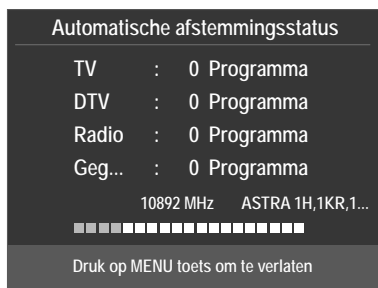 Automatische afstemmingsstatus
TV : 0 Programma
DTV : 0 Programma
Radio : 0 Programma
Geg... : 0 Programma
10892 MHz ASTRA 1H,1KR,1...
Druk op MENU toets om te verlaten